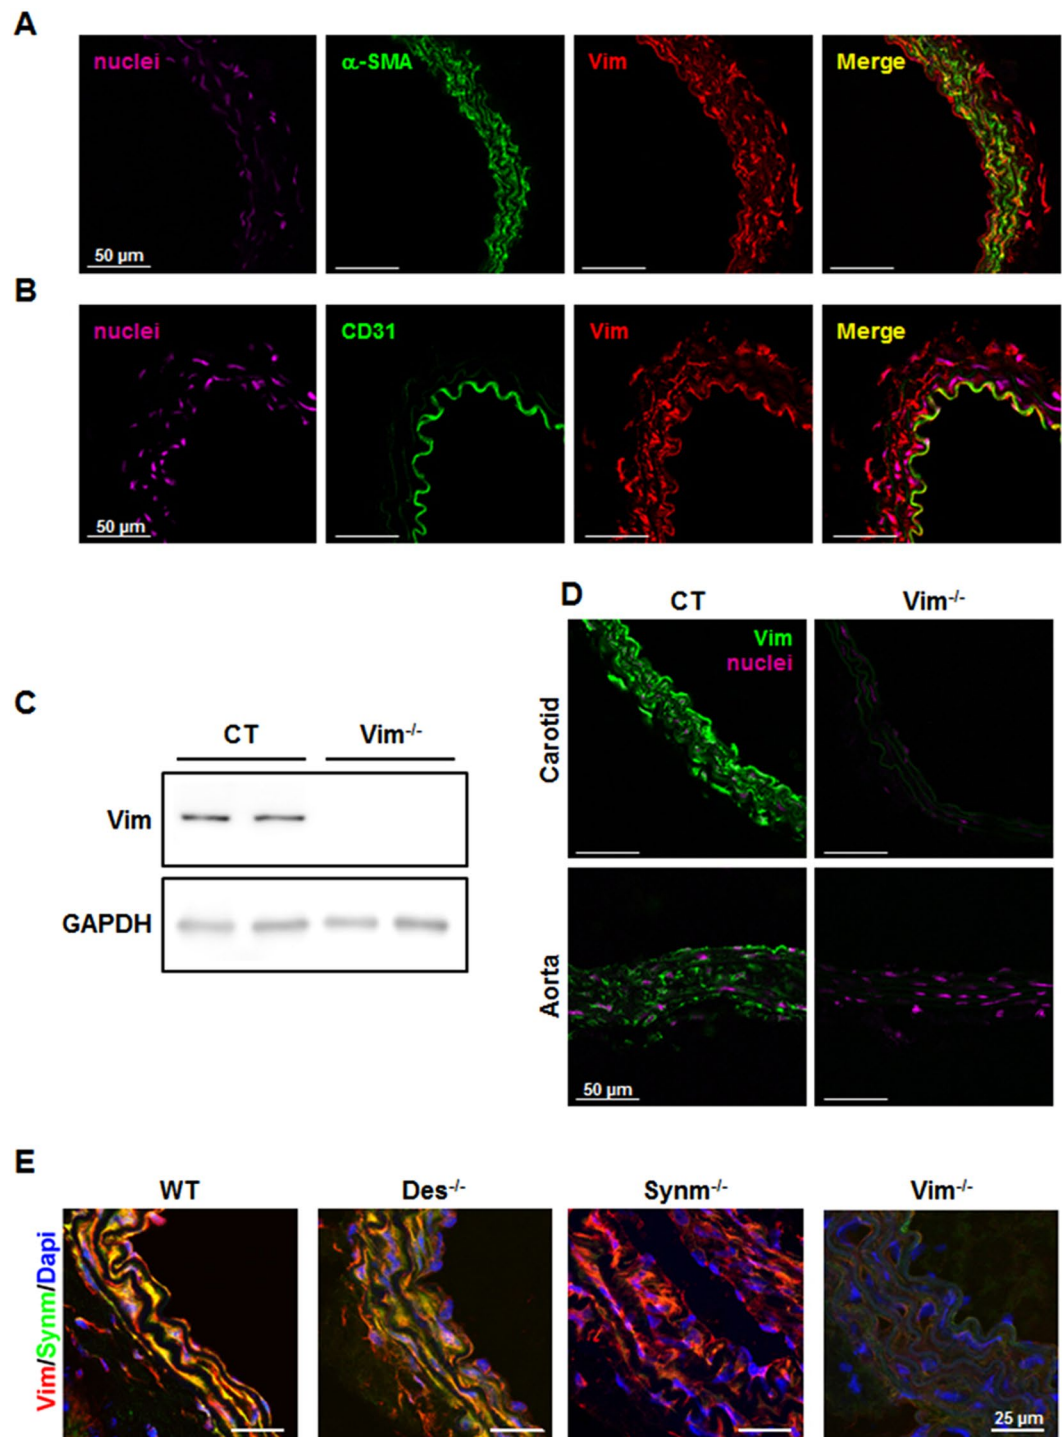 A
nuclei α-SMA Vim Merge
50 µm
B
nuclei CD31 Vim Merge
50 µm
C
CT Vim-/-
Vim
GAPDH
D
CT Vim-/-
Vim
nuclei
Carotid
Aorta
50 µm
E
WT Des-/- Synm-/- Vim-/-
Vim/Synm/Dapi
25 µm